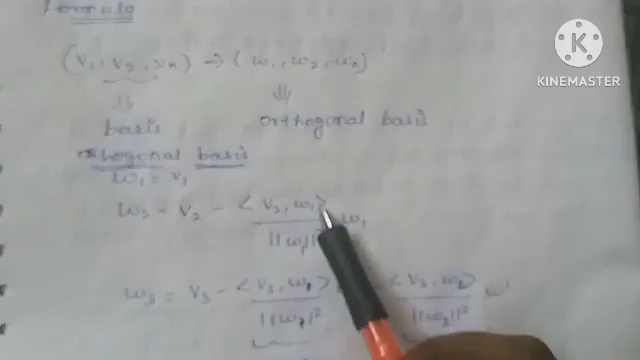 Formula
K
KINEMASTER
(v₁, v₂, vₙ) → (w₁, w₂, wₙ)
⇓ ⇓
basis orthogonal basis
orthogonal basis
w₁ = v₁
w₂ = v₂ - <v₂, w₁> / ||w₁||² w₁
w₃ = v₃ - <v₃, w₁> / ||w₁||² - <v₃, w₂> / ||w₂||² w